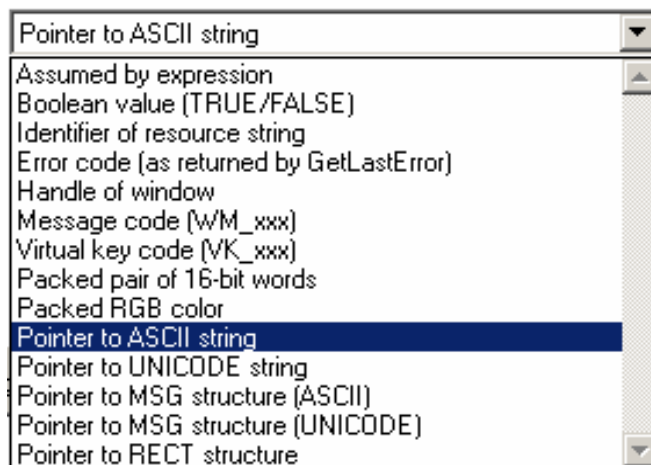 Pointer to ASCII string
Assumed by expression
Boolean value (TRUE/FALSE)
Identifier of resource string
Error code (as returned by GetLastError)
Handle of window
Message code (WM_xxx)
Virtual key code (VK_xxx)
Packed pair of 16-bit words
Packed RGB color
Pointer to ASCII string
Pointer to UNICODE string
Pointer to MSG structure (ASCII)
Pointer to MSG structure (UNICODE)
Pointer to RECT structure